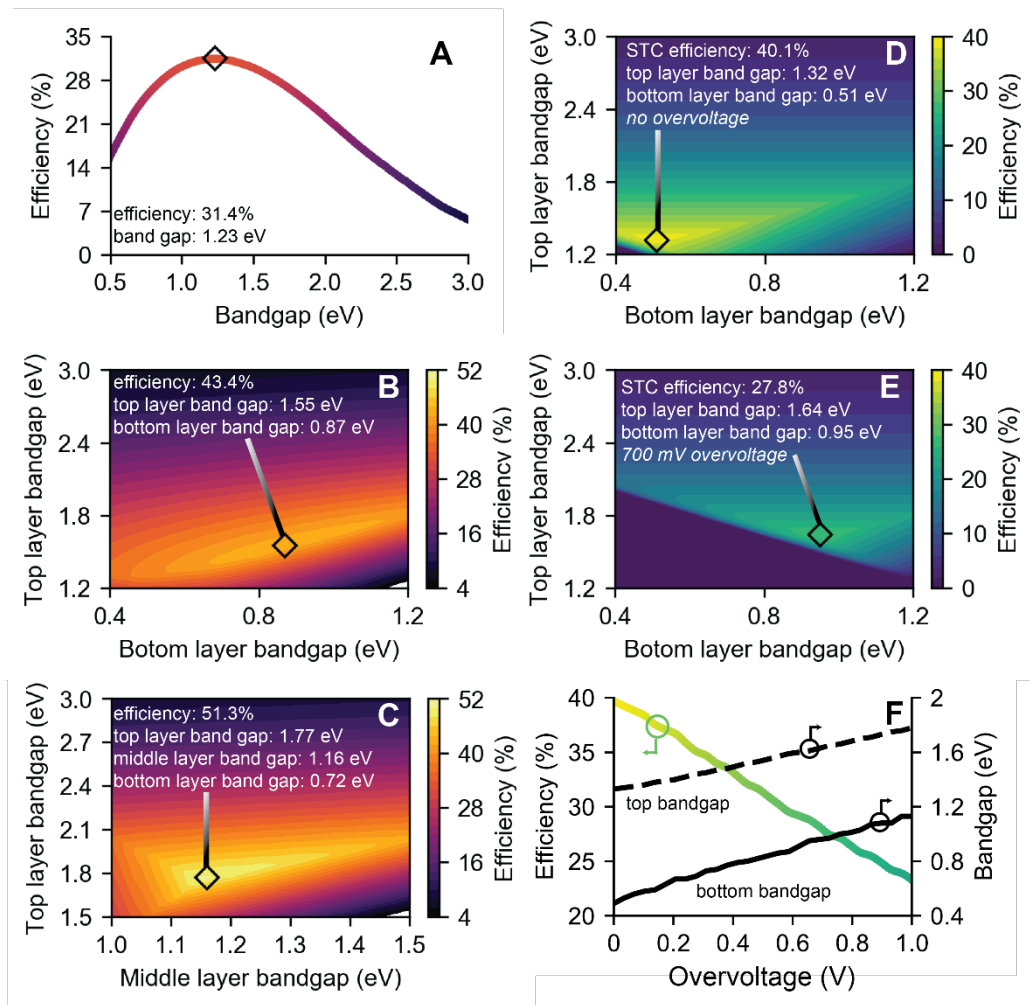 A
35
28
21
14
7
0
Efficiency (%)
efficiency: 31.4%
band gap: 1.23 eV
0.5 1.0 1.5 2.0 2.5 3.0
Bandgap (eV)
D
3.0
2.4
1.8
1.2
Top layer bandgap (eV)
STC efficiency: 40.1%
top layer band gap: 1.32 eV
bottom layer band gap: 0.51 eV
no overvoltage
0.4 0.8 1.2
Botom layer bandgap (eV)
40
30
20
10
0
Efficiency (%)
B
3.0
2.4
1.8
1.2
Top layer bandgap (eV)
efficiency: 43.4%
top layer band gap: 1.55 eV
bottom layer band gap: 0.87 eV
0.4 0.8 1.2
Botom layer bandgap (eV)
52
40
28
16
4
Efficiency (%)
E
3.0
2.4
1.8
1.2
Top layer bandgap (eV)
STC efficiency: 27.8%
top layer band gap: 1.64 eV
bottom layer band gap: 0.95 eV
700 mV overvoltage
0.4 0.8 1.2
Botom layer bandgap (eV)
40
30
20
10
0
Efficiency (%)
C
3.0
2.7
2.4
2.1
1.8
1.5
Top layer bandgap (eV)
efficiency: 51.3%
top layer band gap: 1.77 eV
middle layer band gap: 1.16 eV
bottom layer band gap: 0.72 eV
1.0 1.1 1.2 1.3 1.4 1.5
Middle layer bandgap (eV)
52
40
28
16
4
Efficiency (%)
F
40
35
30
25
20
Efficiency (%)
top bandgap
bottom bandgap
0 0.2 0.4 0.6 0.8 1.0
Overvoltage (V)
2
1.6
1.2
0.8
0.4
Bandgap (eV)